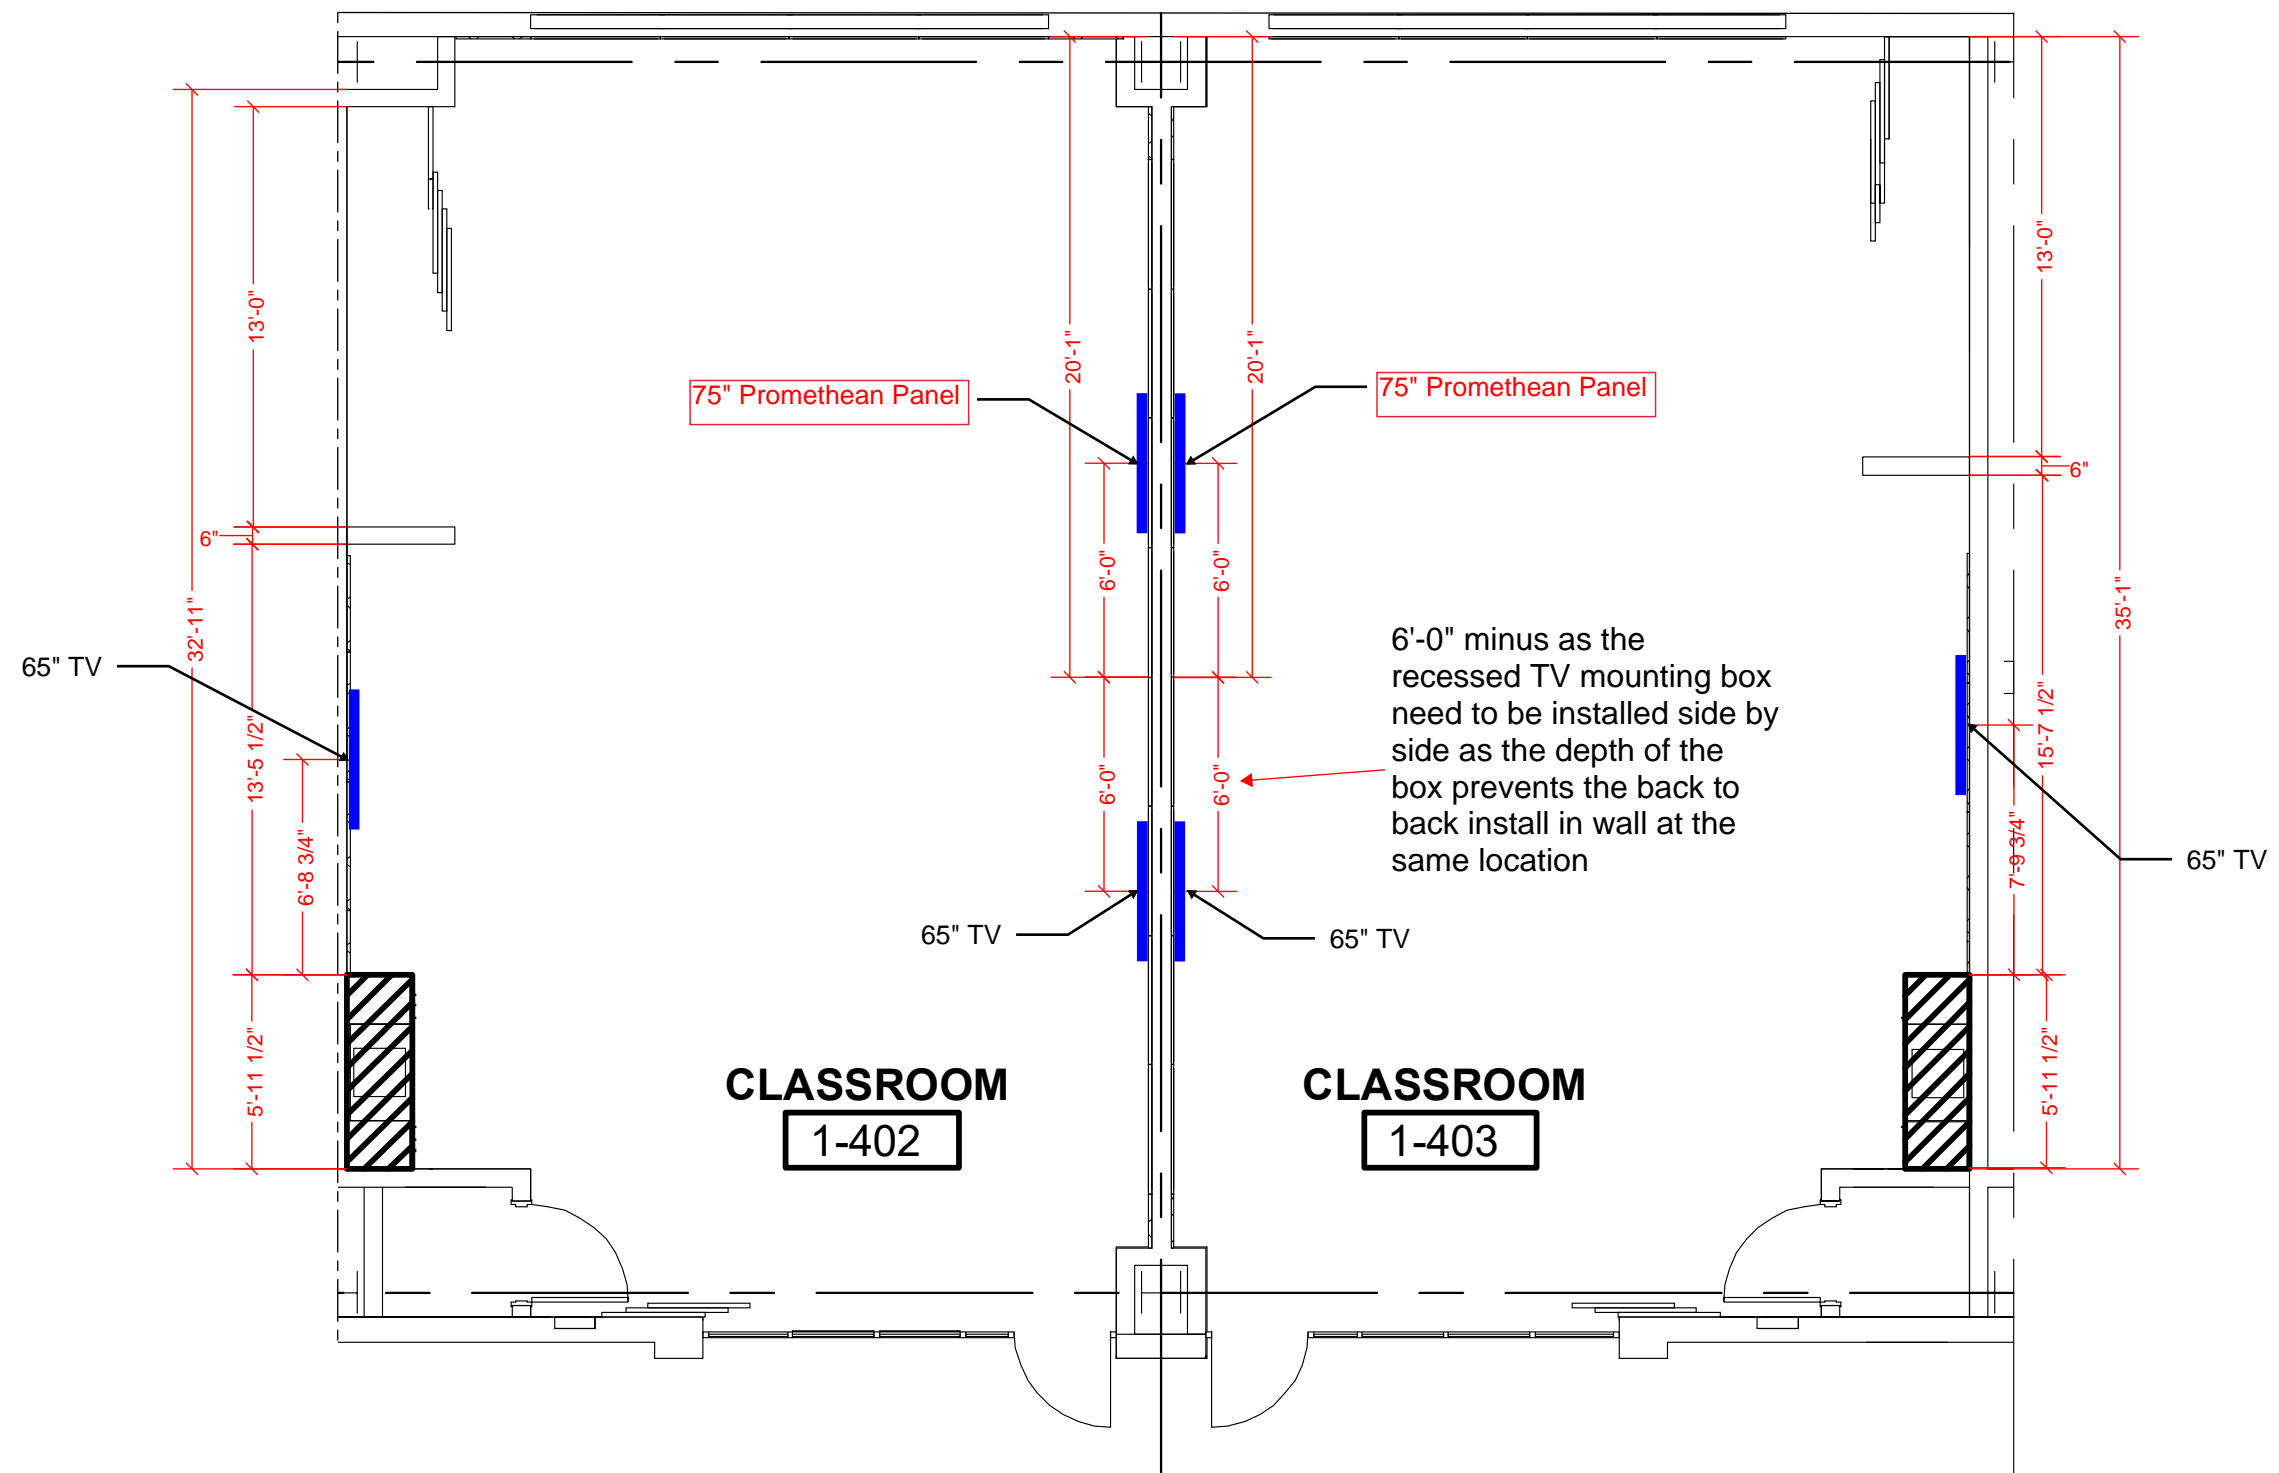 13'-0"
20'-1"
20'-1"
13'-0"
75" Promethean Panel
75" Promethean Panel
6"
6"
32'-11"
6'-0"
6'-0"
35'-1"
65" TV
13'-5 1/2"
6'-8 3/4"
6'-0"
6'-0"
6'-0" minus as the
recessed TV mounting box
need to be installed side by
side as the depth of the
box prevents the back to
back install in wall at the
same location
15'-7 1/2"
7'-9 3/4"
65" TV
65" TV
65" TV
5'-11 1/2"
5'-11 1/2"
CLASSROOM
1-402
CLASSROOM
1-403